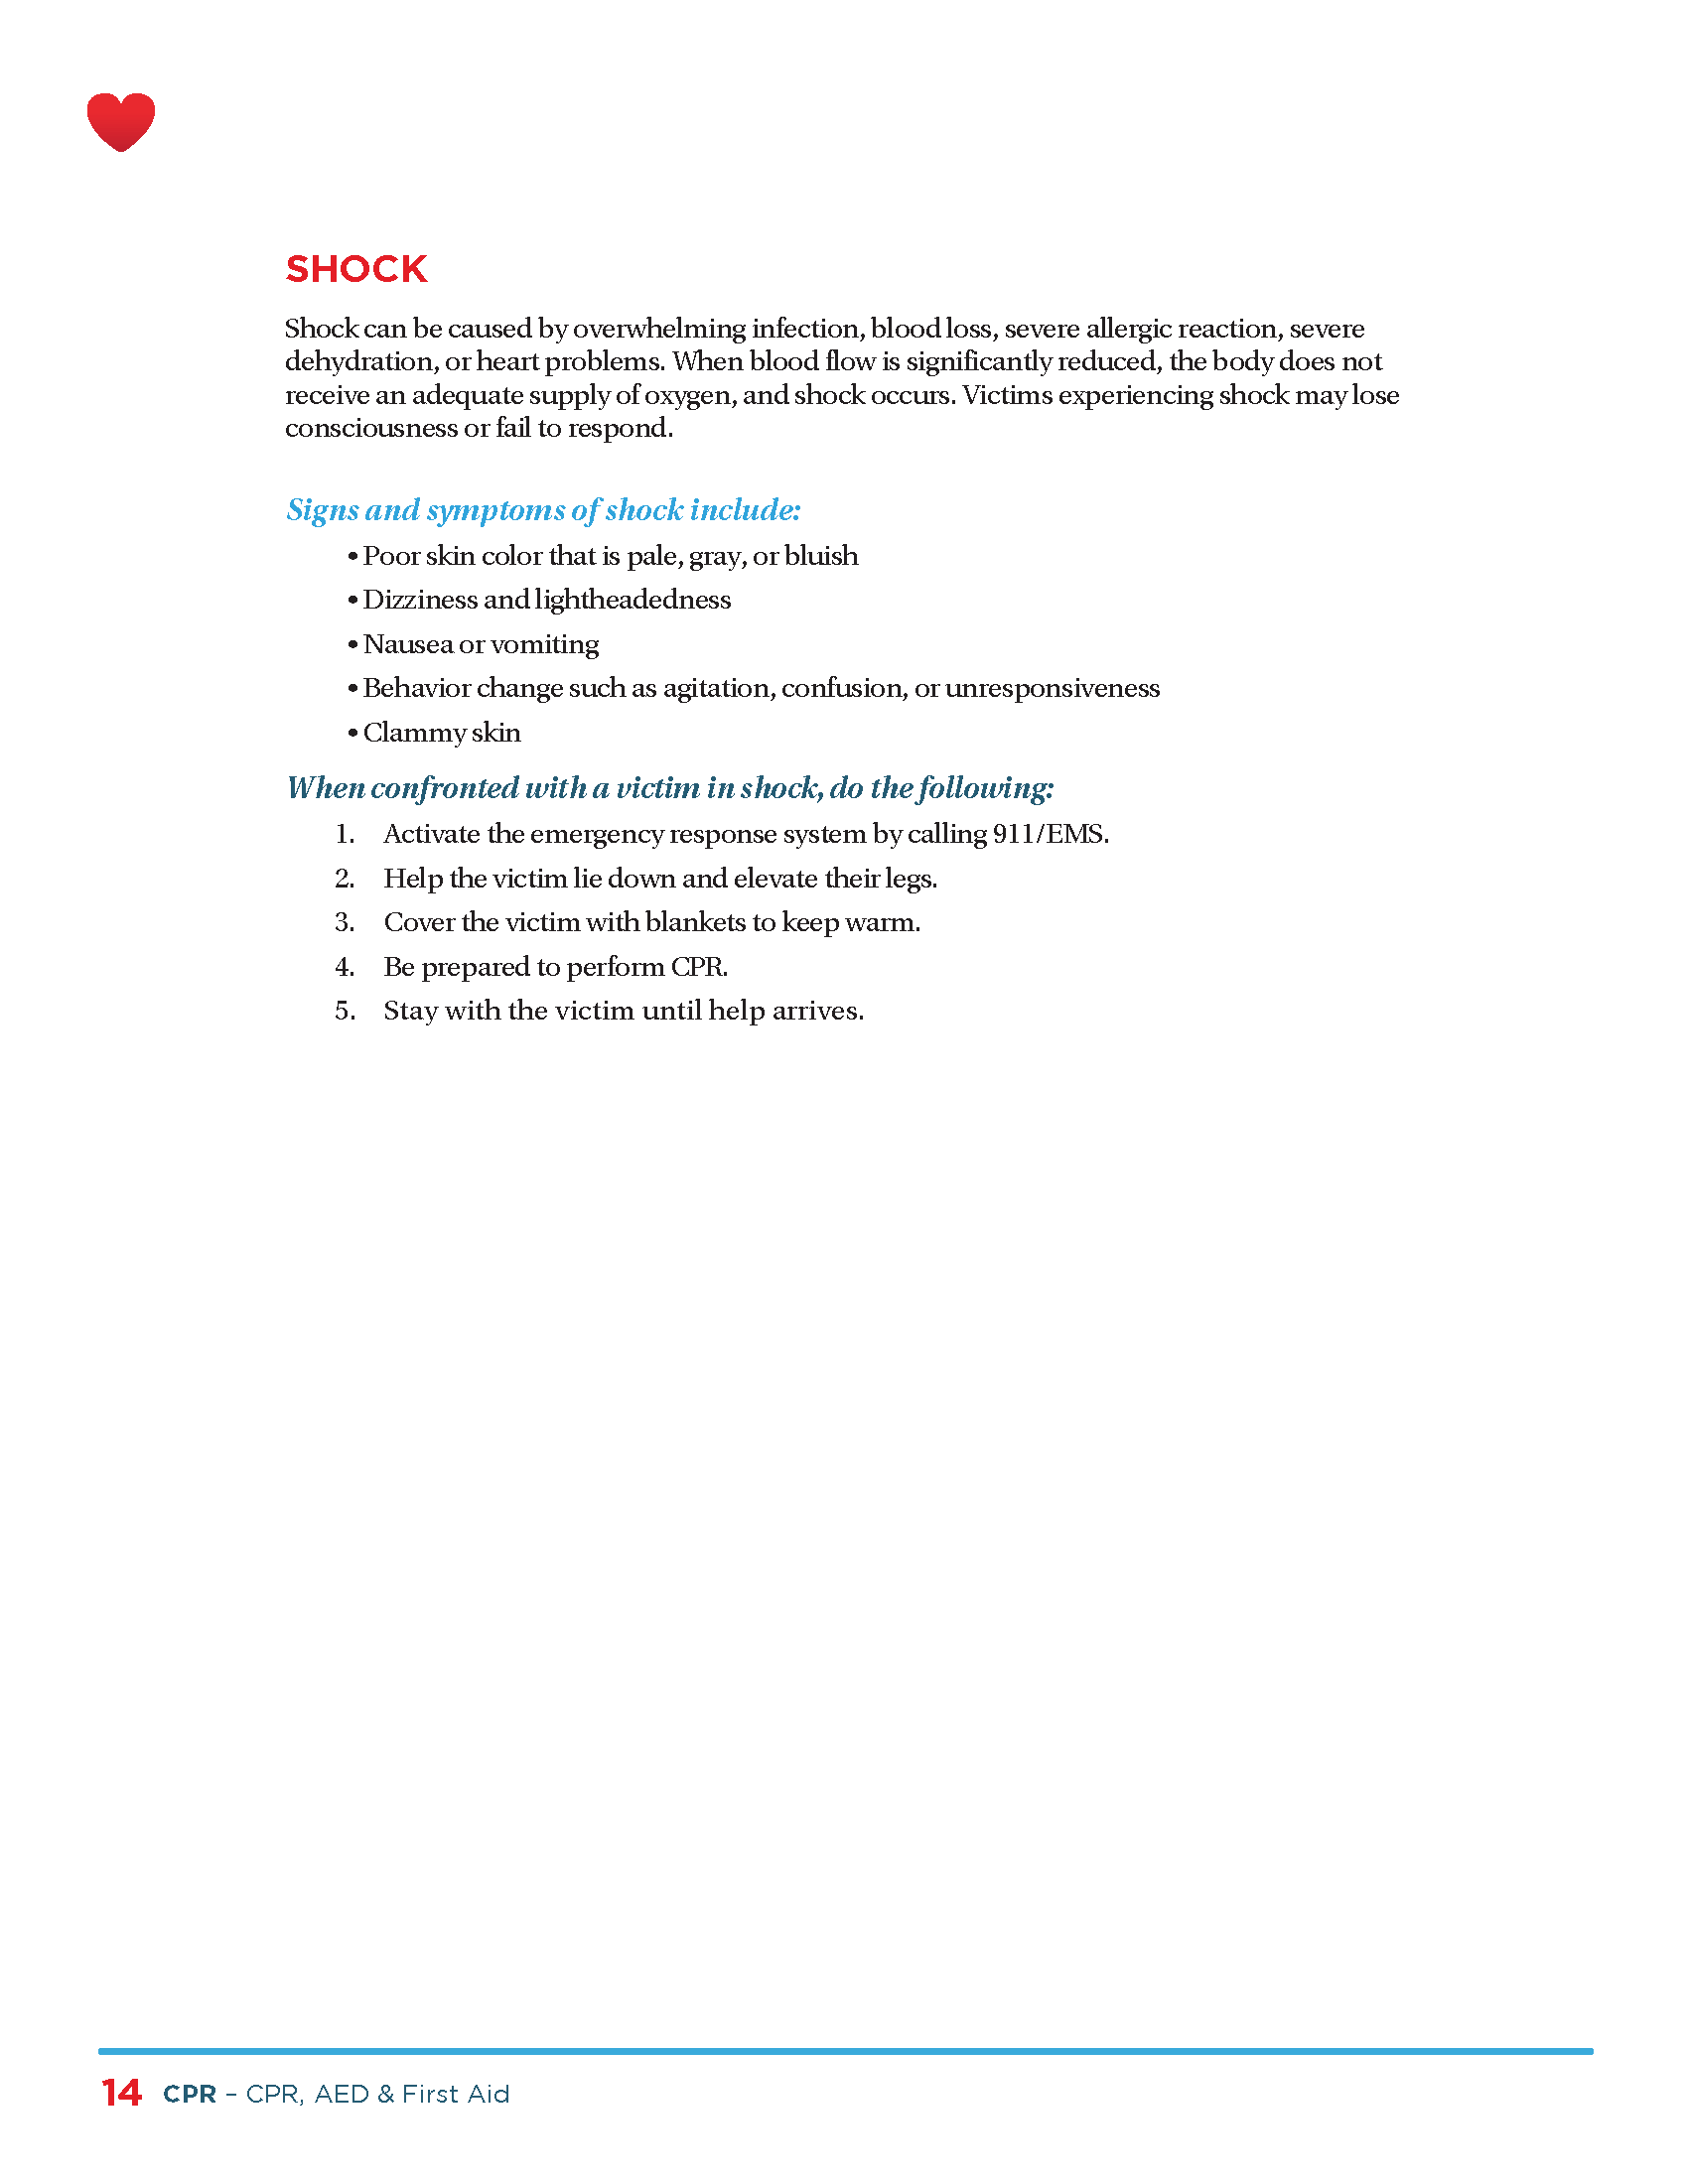 SHOCK
Shock can be caused by overwhelming infection, blood loss, severe allergic reaction, severe
dehydration, or heart problems. When blood flow is significantly reduced, the body does not
receive an adequate supply of oxygen, and shock occurs. Victims experiencing shock may lose
consciousness or fail to respond.
Signs and symptoms of shock include:
• Poor skin color that is pale, gray, or bluish
• Dizziness and lightheadedness
• Nausea or vomiting
• Behavior change such as agitation, confusion, or unresponsiveness
• Clammy skin
When confronted with a victim in shock, do the following:
1. Activate the emergency response system by calling 911/EMS.
2. Help the victim lie down and elevate their legs.
3. Cover the victim with blankets to keep warm.
4. Be prepared to perform CPR.
5. Stay with the victim until help arrives.
14 CPR – CPR, AED & First Aid